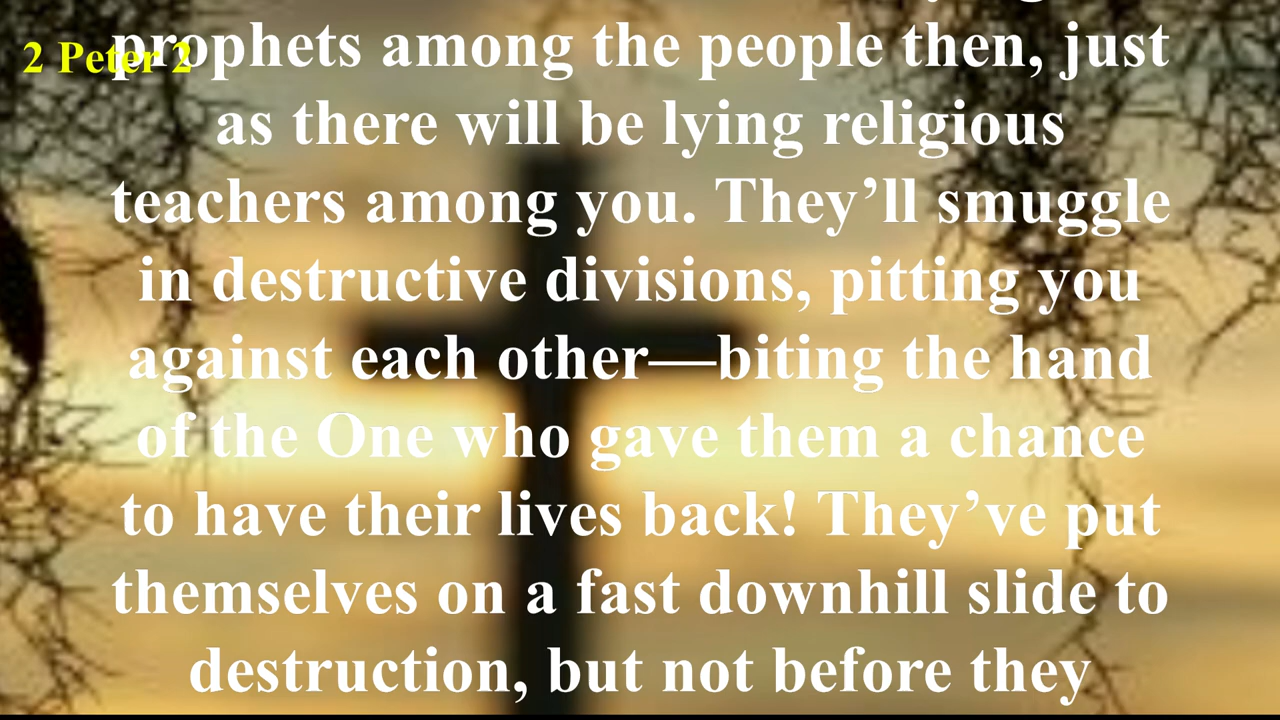 2 Peter 2
prophets among the people then, just
as there will be lying religious
teachers among you. They’ll smuggle
in destructive divisions, pitting you
against each other—biting the hand
of the One who gave them a chance
to have their lives back! They’ve put
themselves on a fast downhill slide to
destruction, but not before they